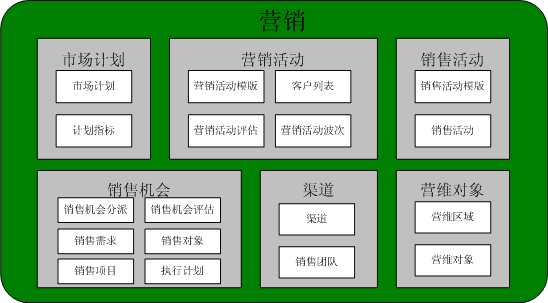 营销
市场计划
市场计划
计划指标
营销活动
营销活动模版
客户列表
营销活动评估
营销活动波次
销售活动
销售活动模版
销售活动
销售机会
销售机会分派
销售机会评估
销售需求
销售对象
销售项目
执行计划
渠道
渠道
销售团队
营维对象
营维区域
营维对象